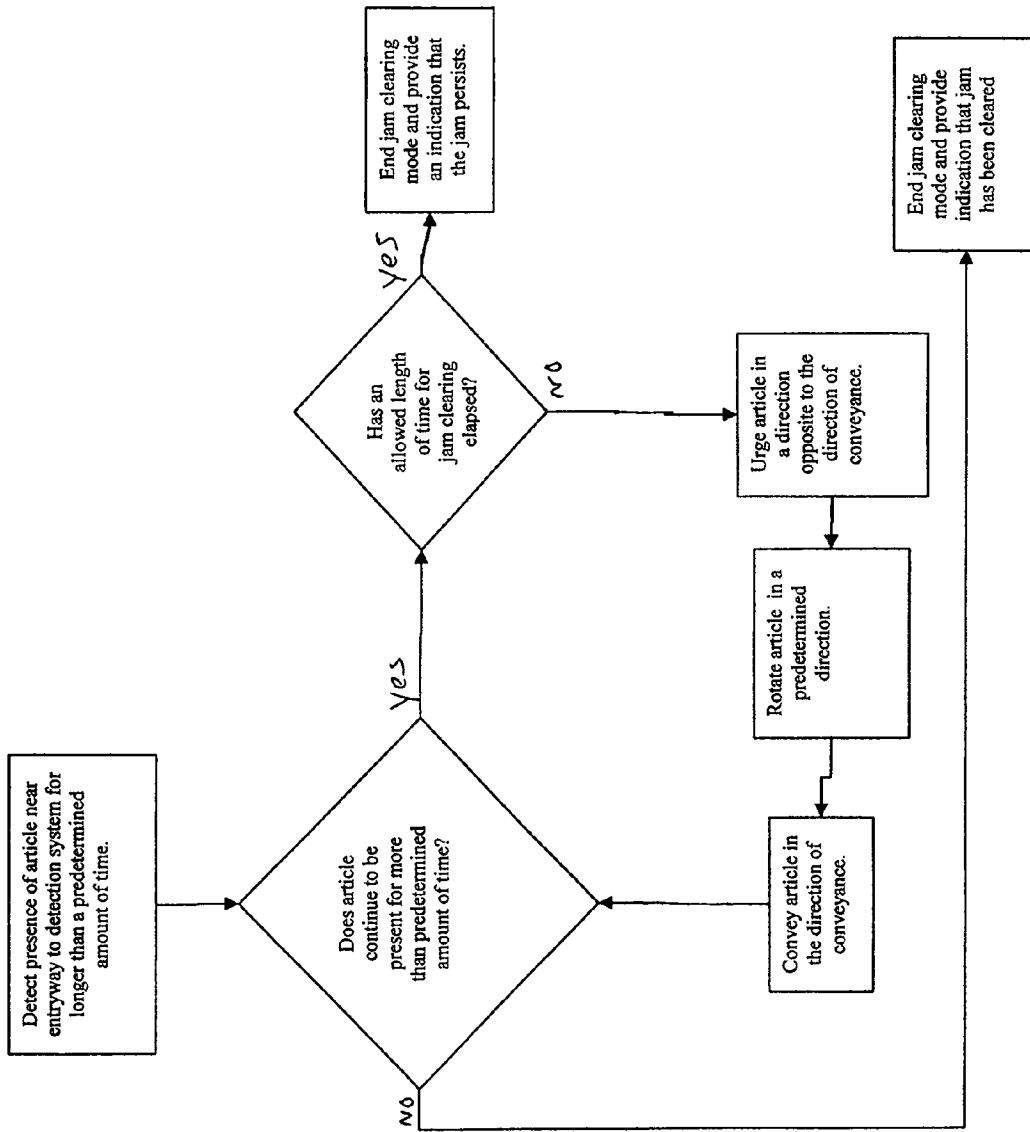 Detect presence of article near
entryway to detection system for
longer than a predetermined
amount of time.
Does article
continue to be
present for more
than predetermined
amount of time?
NO
yes
Has an
allowed length
of time for
jam clearing
elapsed?
yes
End jam clearing
mode and provide
an indication that
the jam persists.
NO
Urge article in
a direction
opposite to the
direction of
conveyance.
Rotate article in a
predetermined
direction.
Convey article in
the direction of
conveyance.
End jam clearing
mode and provide
indication that jam
has been cleared